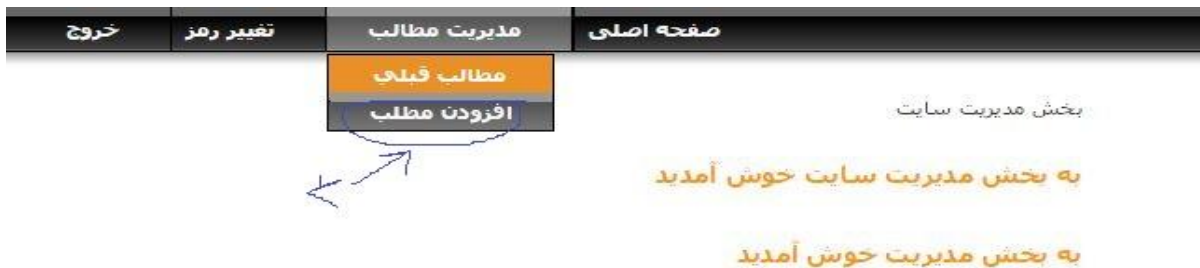 صفحه اصلی مدیریت مطالب تغییر رمز خروج
مطالب قبلی
افزودن مطلب
بخش مدیریت سایت
به بخش مدیریت سایت خوش آمدید
به بخش مدیریت خوش آمدید